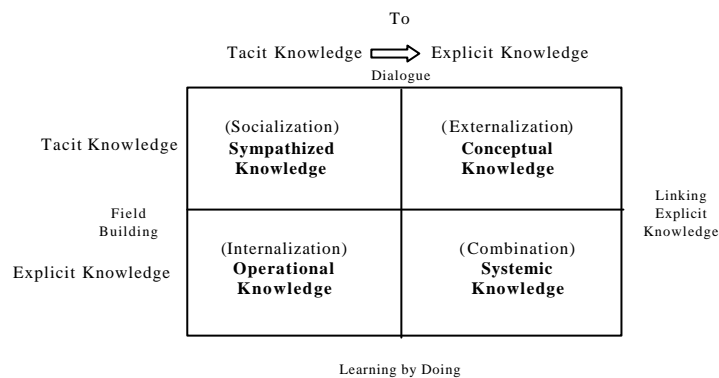 To
Tacit Knowledge Explicit Knowledge
Dialogue
Tacit Knowledge
(Socialization)
Sympathized
Knowledge
(Externalization)
Conceptual
Knowledge
Field
Building
Linking
Explicit
Knowledge
Explicit Knowledge
(Internalization)
Operational
Knowledge
(Combination)
Systemic
Knowledge
Learning by Doing